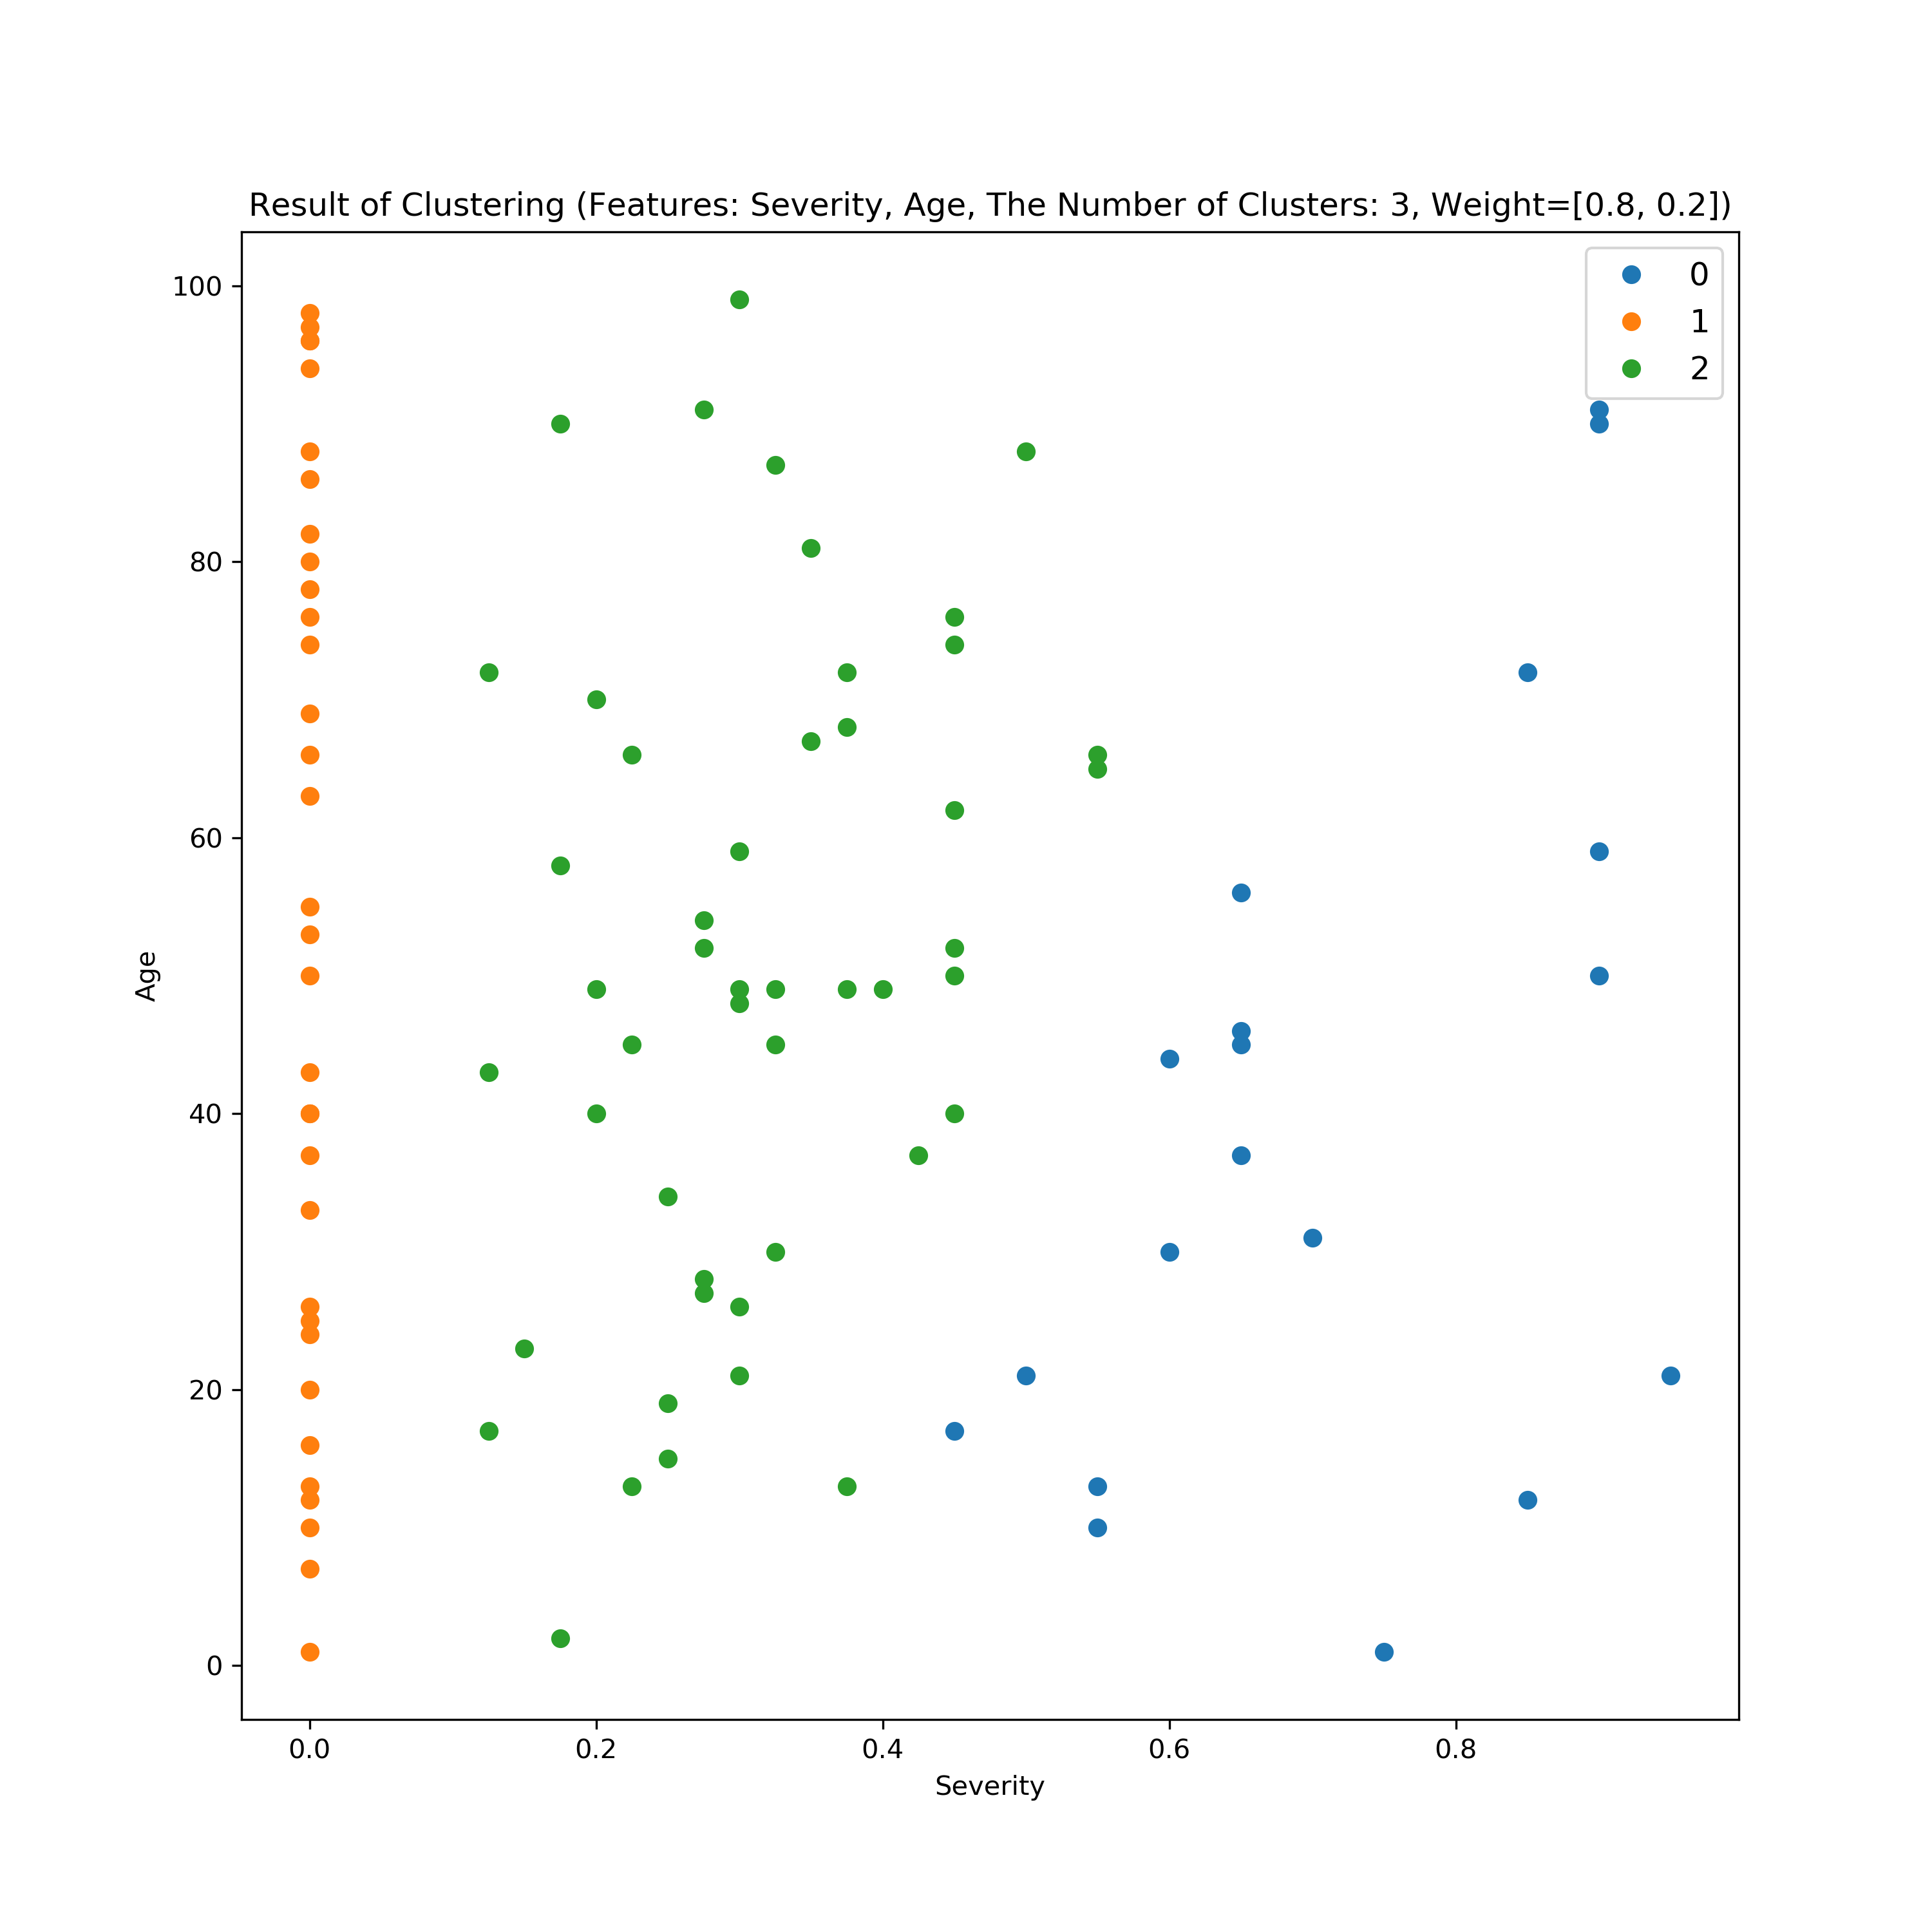 Result of Clustering (Features: Severity, Age, The Number of Clusters: 3, Weight=[0.8, 0.2])
0
1
2
100
80
60
40
20
0
Age
0.0 0.2 0.4 0.6 0.8
Severity